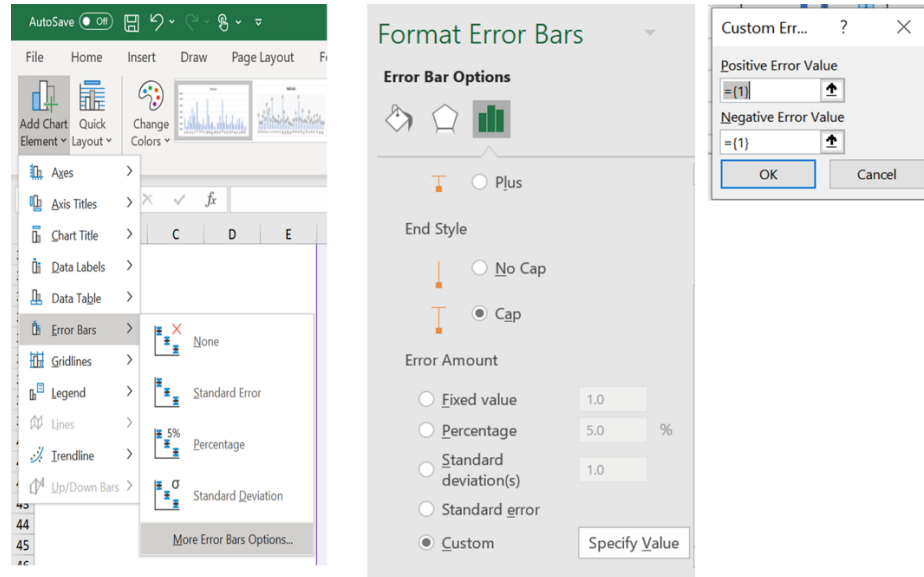 AutoSave Off
File Home Insert Draw Page Layout
Add Chart Element Quick Layout Change Colors
Axes
Axis Titles
Chart Title
Data Labels
Data Table
Error Bars
Gridlines
Legend
Lines
Trendline
Up/Down Bars
fx
C D E
None
Standard Error
5%
Percentage
σ
Standard Deviation
More Error Bars Options...
44
45
Format Error Bars
Error Bar Options
Plus
End Style
No Cap
Cap
Error Amount
Fixed value 1.0
Percentage 5.0 %
Standard
deviation(s) 1.0
Standard error
Custom Specify Value
Custom Err... ?
Positive Error Value
={1}
Negative Error Value
={1}
OK Cancel